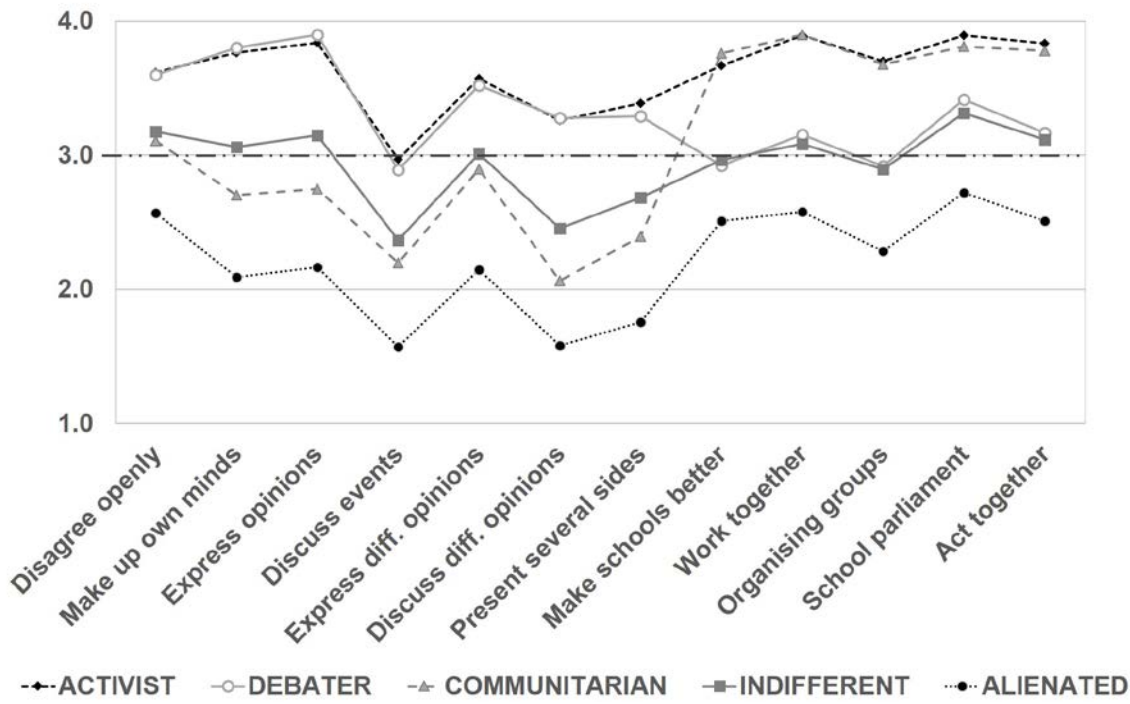 4.0
3.0
2.0
1.0
Disagree openly
Make up own minds
Express opinions
Discuss events
Express diff. opinions
Discuss diff. opinions
Present several sides
Make schools better
Work together
Organising groups
School parliament
Act together
ACTIVIST DEBATER COMMUNITARIAN INDIFFERENT ALIENATED